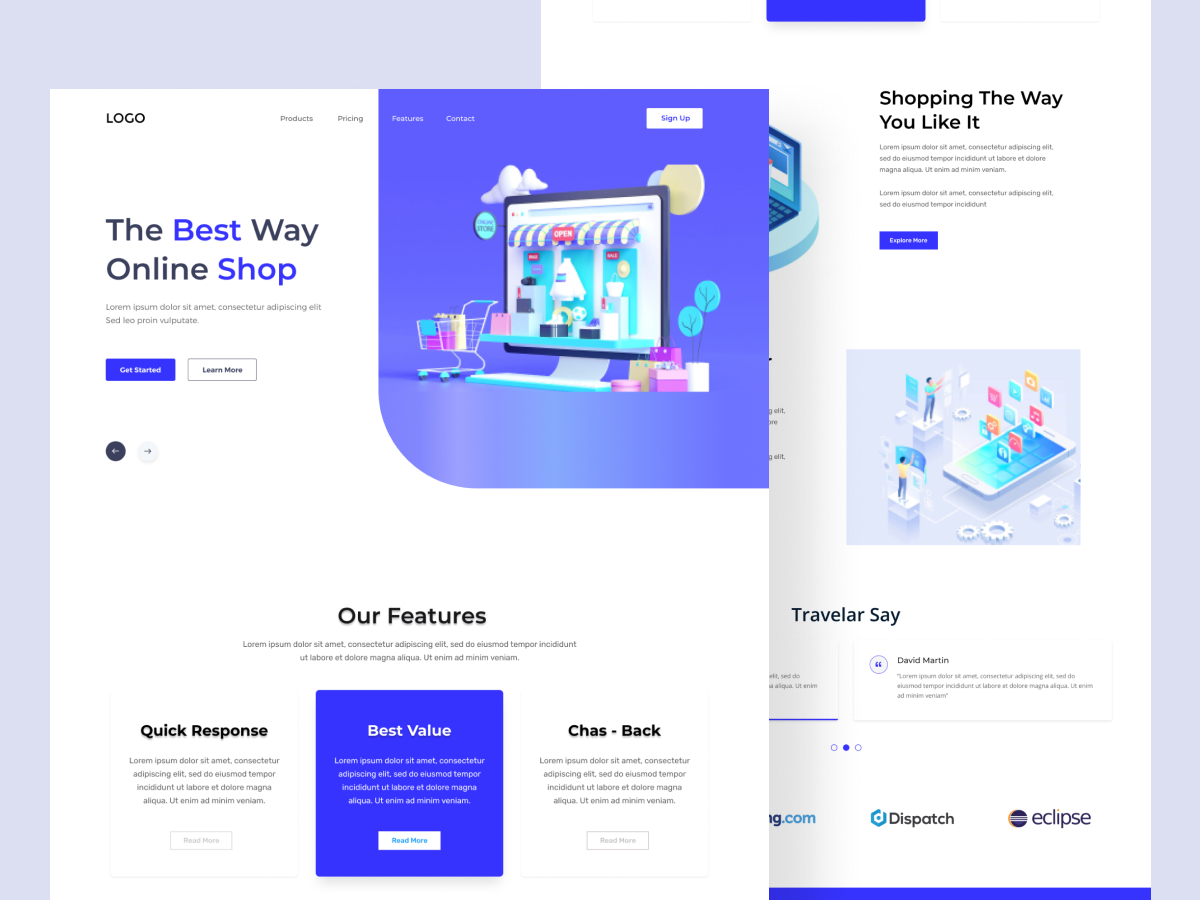 LOGO
Products
Pricing
Features
Contact
Sign Up
The Best Way
Online Shop
Lorem ipsum dolor sit amet, consectetur adipiscing elit
Sed leo proin vulputate.
Get Started
Learn More
ONLINE
STORE
OPEN
SALE
SALE
Our Features
Lorem ipsum dolor sit amet, consectetur adipiscing elit, sed do eiusmod tempor incididunt
ut labore et dolore magna aliqua. Ut enim ad minim veniam.
Quick Response
Lorem ipsum dolor sit amet, consectetur
adipiscing elit, sed do eiusmod tempor
incididunt ut labore et dolore magna
aliqua. Ut enim ad minim veniam.
Read More
Best Value
Lorem ipsum dolor sit amet, consectetur
adipiscing elit, sed do eiusmod tempor
incididunt ut labore et dolore magna
aliqua. Ut enim ad minim veniam.
Read More
Chas - Back
Lorem ipsum dolor sit amet, consectetur
adipiscing elit, sed do eiusmod tempor
incididunt ut labore et dolore magna
aliqua. Ut enim ad minim veniam.
Read More
Shopping The Way
You Like It
Lorem ipsum dolor sit amet, consectetur adipiscing elit,
sed do eiusmod tempor incididunt ut labore et dolore
magna aliqua. Ut enim ad minim veniam.
Lorem ipsum dolor sit amet, consectetur adipiscing elit,
sed do eiusmod tempor incididunt
Explore More
g elit,
ore
g elit,
Travelar Say
elit, sed do
a aliqua. Ut enim
David Martin
"Lorem ipsum dolor sit amet, consectetur adipiscing elit, sed do
eiusmod tempor incididunt ut labore et dolore magna aliqua. Ut enim
ad minim veniam"
ng.com
Dispatch
eclipse